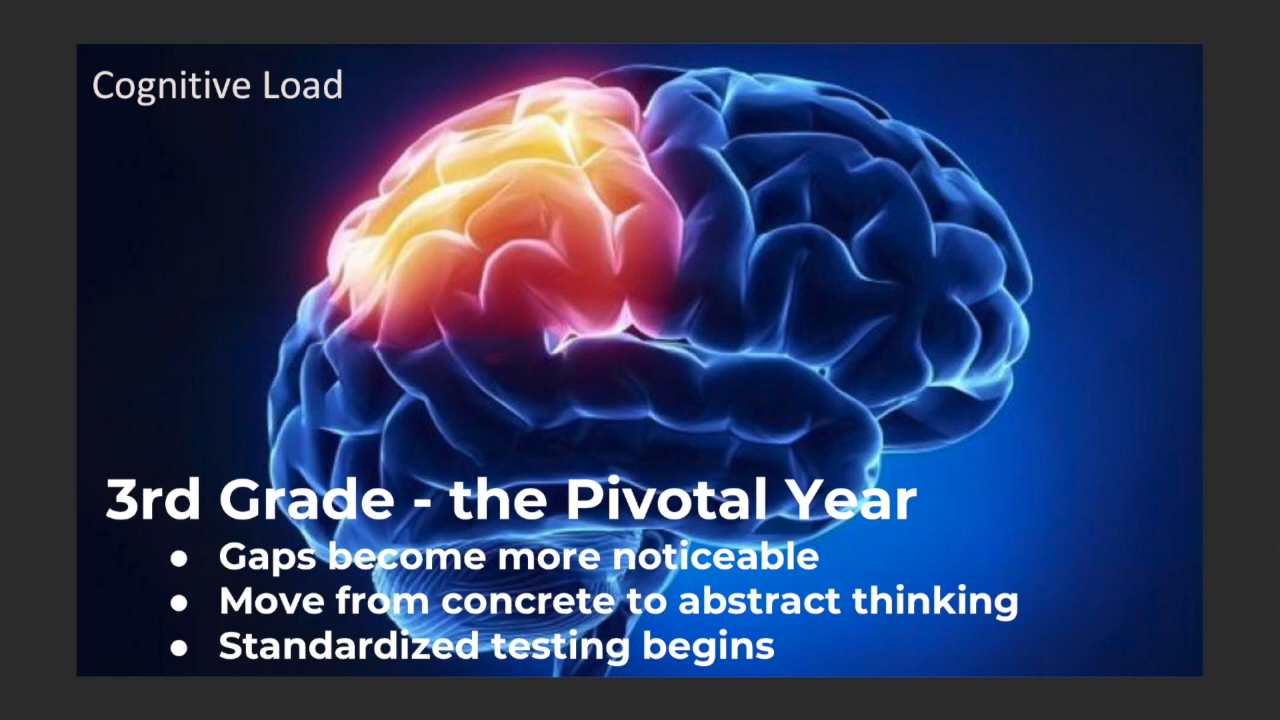 Cognitive Load
3rd Grade - the Pivotal Year
● Gaps become more noticeable
● Move from concrete to abstract thinking
● Standardized testing begins